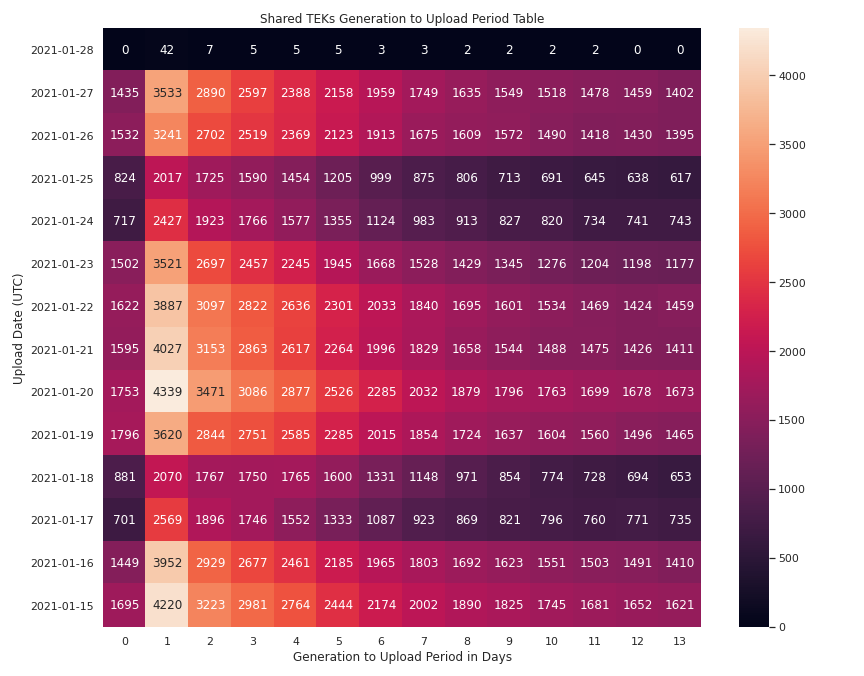 Shared TEKs Generation to Upload Period Table
Upload Date (UTC)
2021-01-28 0 42 7 5 5 5 3 3 2 2 2 2 0 0
2021-01-27 1435 3533 2890 2597 2388 2158 1959 1749 1635 1549 1518 1478 1459 1402
2021-01-26 1532 3241 2702 2519 2369 2123 1913 1675 1609 1572 1490 1418 1430 1395
2021-01-25 824 2017 1725 1590 1454 1205 999 875 806 713 691 645 638 617
2021-01-24 717 2427 1923 1766 1577 1355 1124 983 913 827 820 734 741 743
2021-01-23 1502 3521 2697 2457 2245 1945 1668 1528 1429 1345 1276 1204 1198 1177
2021-01-22 1622 3887 3097 2822 2636 2301 2033 1840 1695 1601 1534 1469 1424 1459
2021-01-21 1595 4027 3153 2863 2617 2264 1996 1829 1658 1544 1488 1475 1426 1411
2021-01-20 1753 4339 3471 3086 2877 2526 2285 2032 1879 1796 1763 1699 1678 1673
2021-01-19 1796 3620 2844 2751 2585 2285 2015 1854 1724 1637 1604 1560 1496 1465
2021-01-18 881 2070 1767 1750 1765 1600 1331 1148 971 854 774 728 694 653
2021-01-17 701 2569 1896 1746 1552 1333 1087 923 869 821 796 760 771 735
2021-01-16 1449 3952 2929 2677 2461 2185 1965 1803 1692 1623 1551 1503 1491 1410
2021-01-15 1695 4220 3223 2981 2764 2444 2174 2002 1890 1825 1745 1681 1652 1621
0 1 2 3 4 5 6 7 8 9 10 11 12 13
Generation to Upload Period in Days
4000
3500
3000
2500
2000
1500
1000
500
0